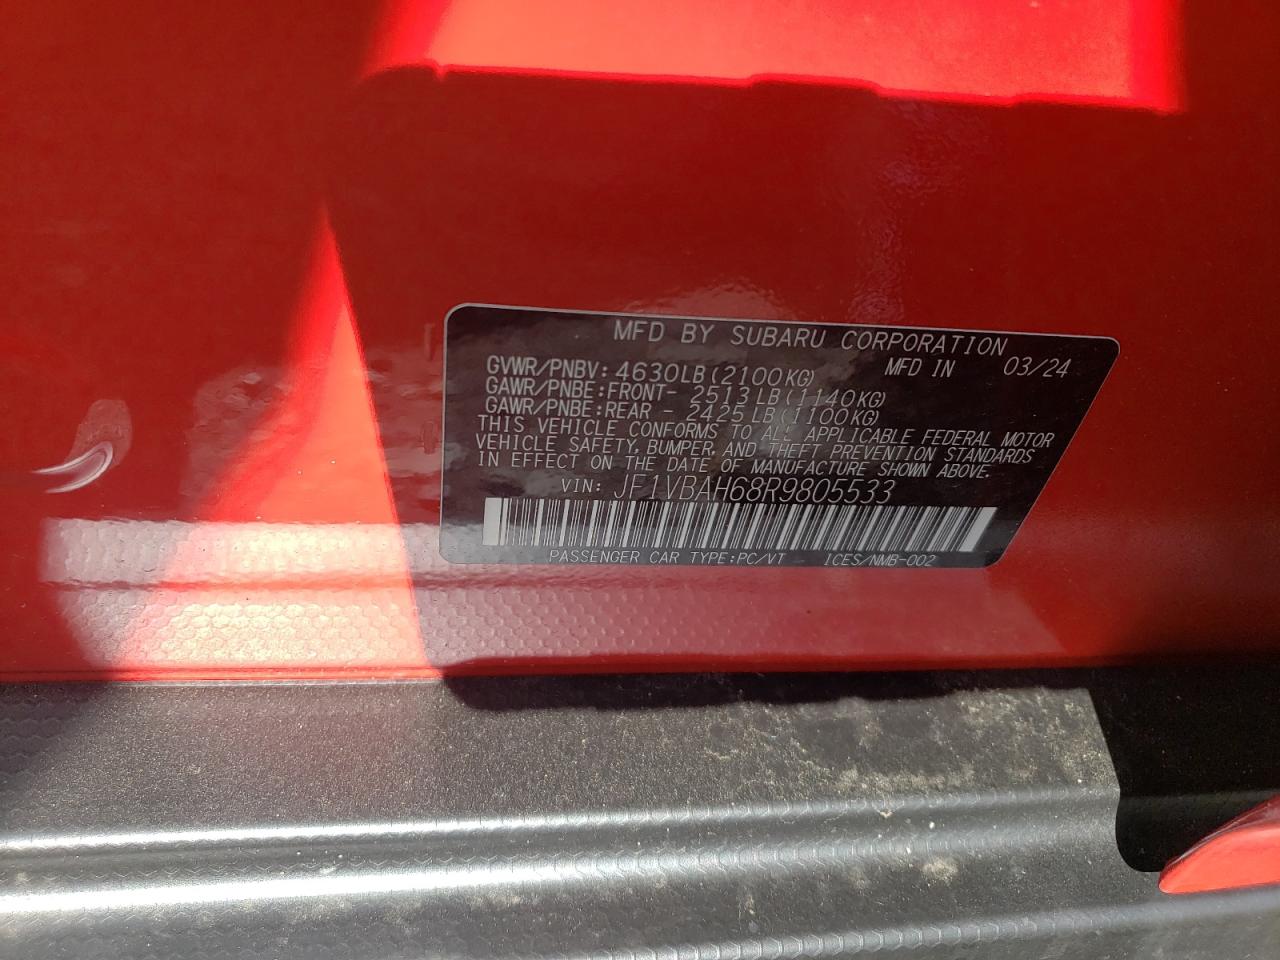 MFD BY SUBARU CORPORATION
GVWR/PNBV: 4630LB(2100KG) MFD IN 03/24
GAWR/PNBE:FRONT- 2513LB(1140KG)
GAWR/PNBE:REAR - 2425LB(1100KG)
THIS VEHICLE CONFORMS TO ALL APPLICABLE FEDERAL MOTOR
VEHICLE SAFETY, BUMPER, AND THEFT PREVENTION STANDARDS
IN EFFECT ON THE DATE OF MANUFACTURE SHOWN ABOVE.
VIN: JF1VBAH68R9805533
PASSENGER CAR TYPE:PC/VT ICES/NMB-002